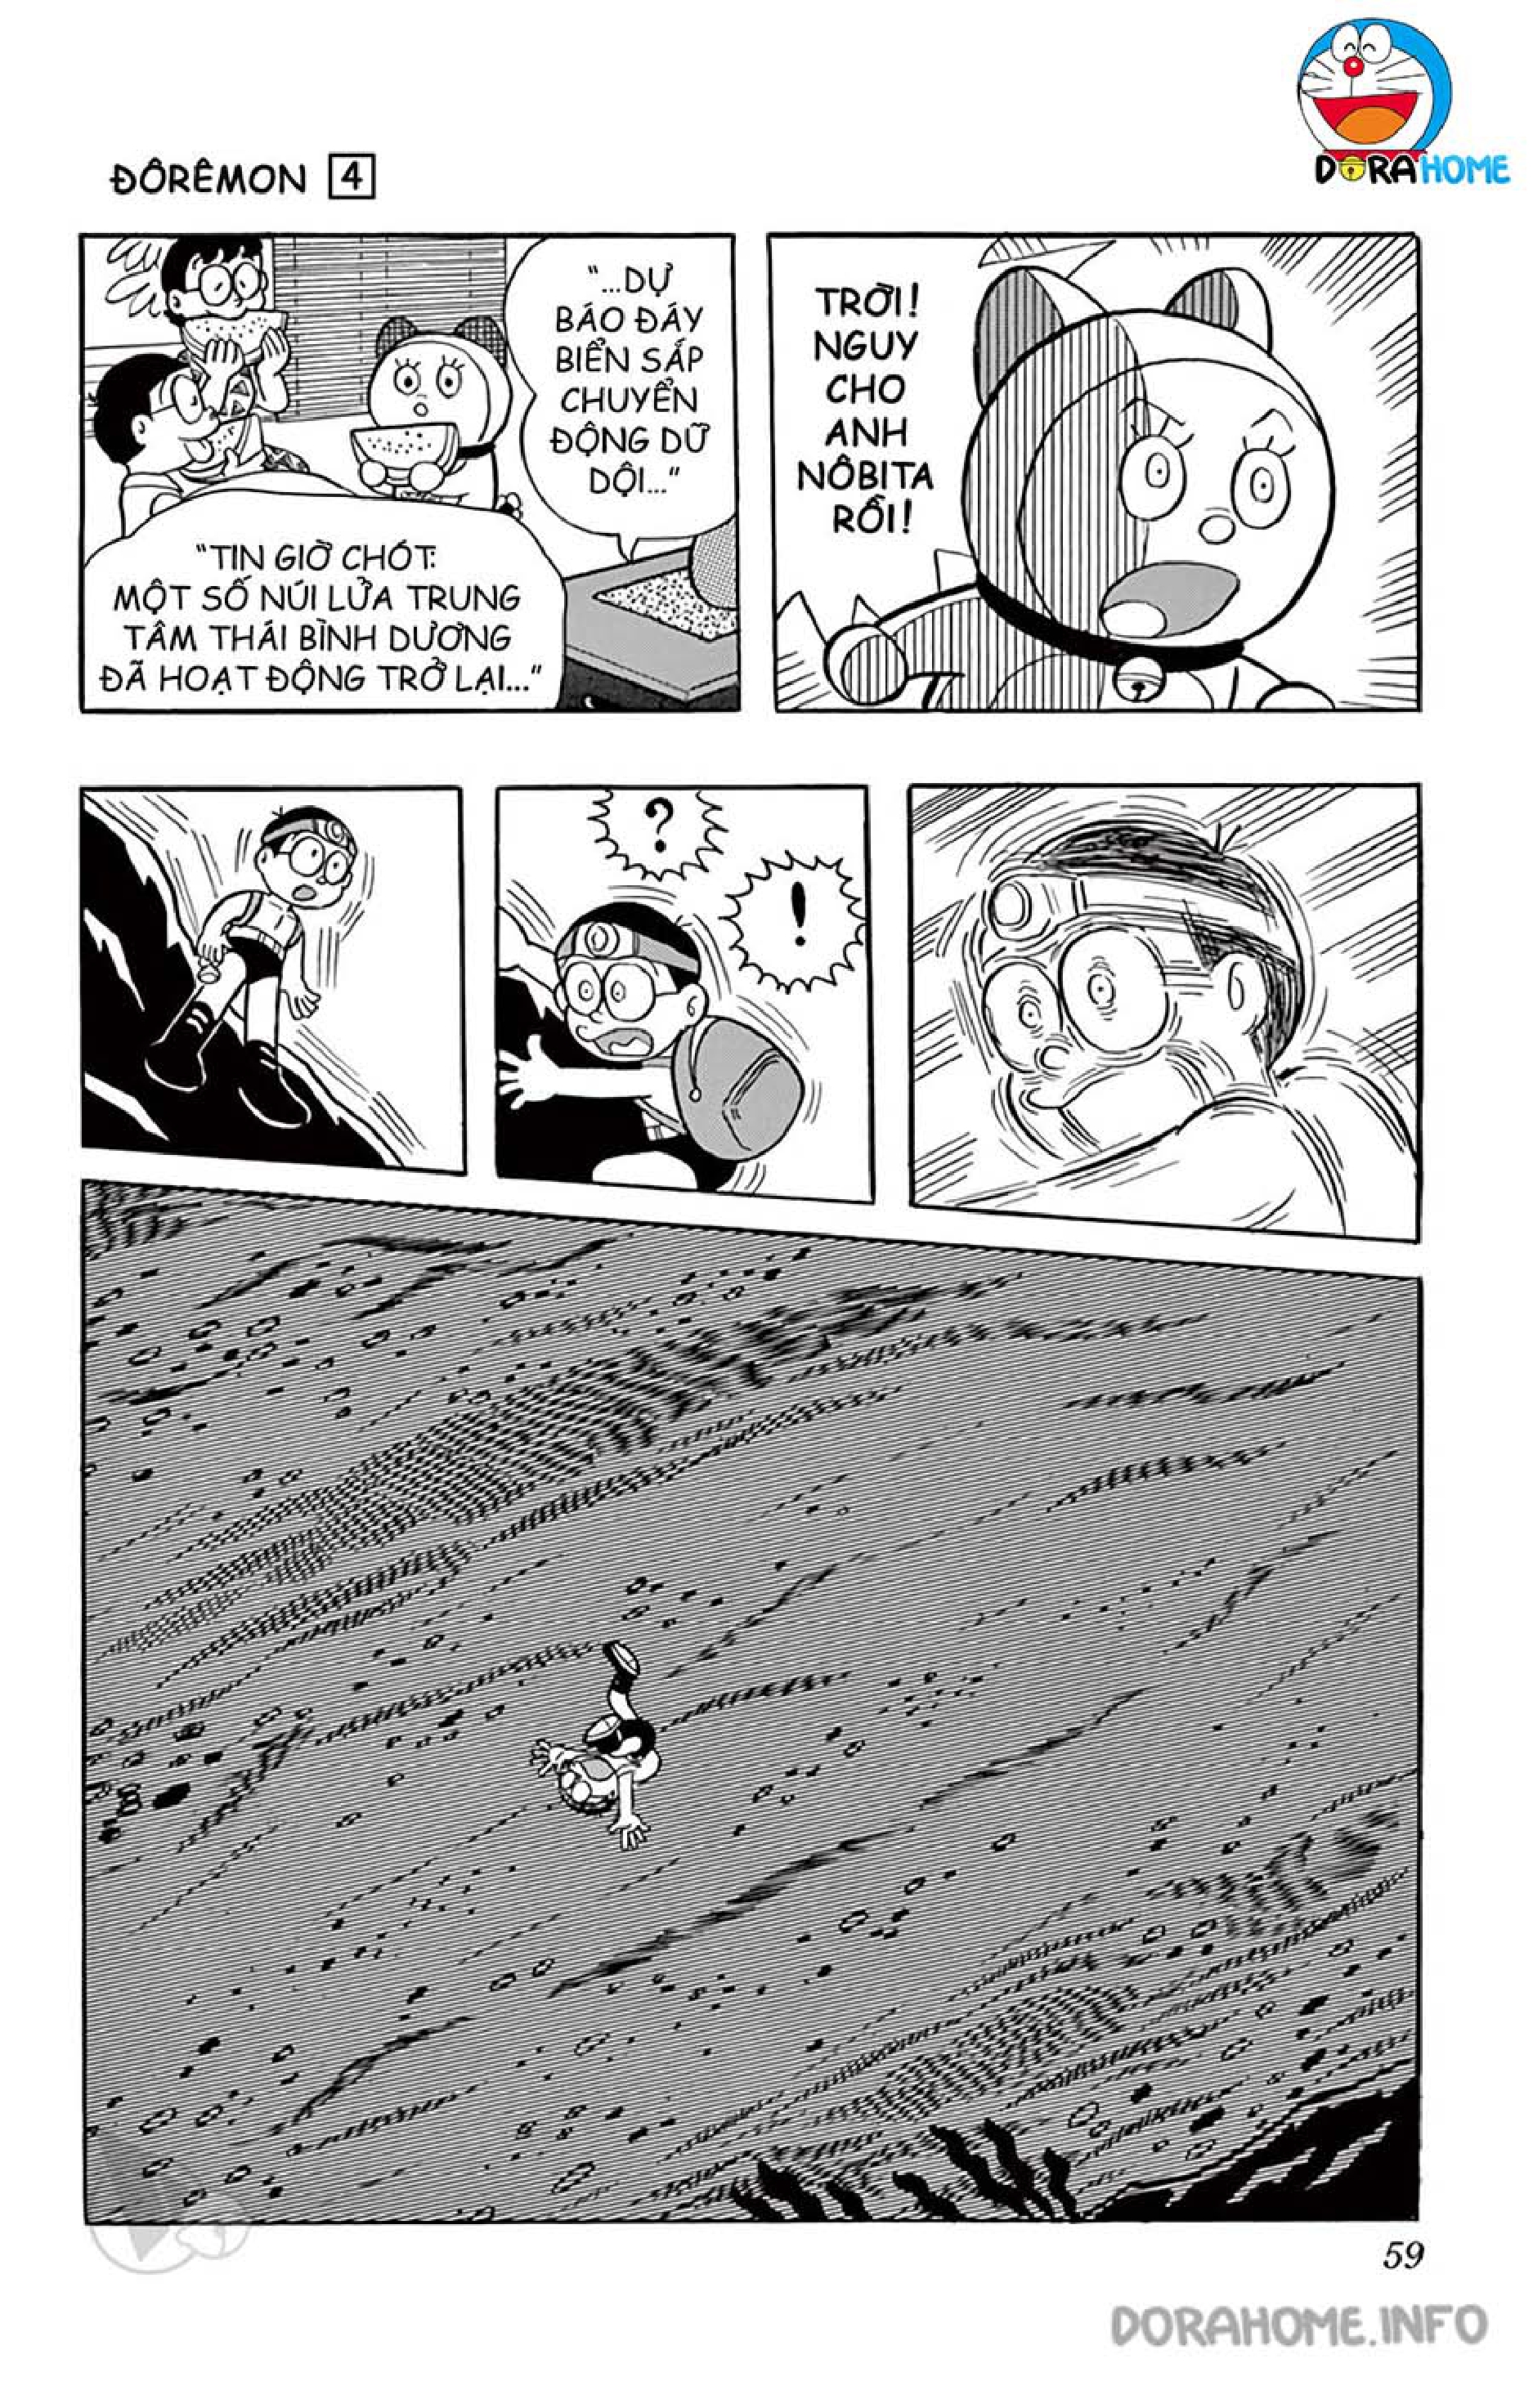 DORAHOME
ĐÔRÊMON 4
"...DỰ
BÁO ĐÁY
BIỂN SẮP
CHUYỂN
ĐỘNG DỮ
DỘI..."
"TIN GIỜ CHÓT:
MỘT SỐ NÚI LỬA TRUNG
TÂM THÁI BÌNH DƯƠNG
ĐÃ HOẠT ĐỘNG TRỞ LẠI..."
TRỜI!
NGUY
CHO
ANH
NÔBITA
RỒI!
?
!
59
DORAHOME.INFO